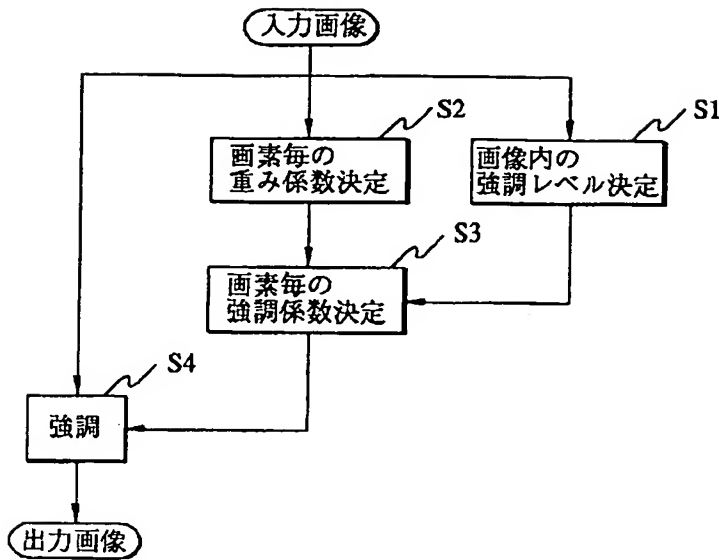 入力画像
S2
画素毎の
重み係数決定
S1
画像内の
強調レベル決定
S3
画素毎の
強調係数決定
S4
強調
出力画像